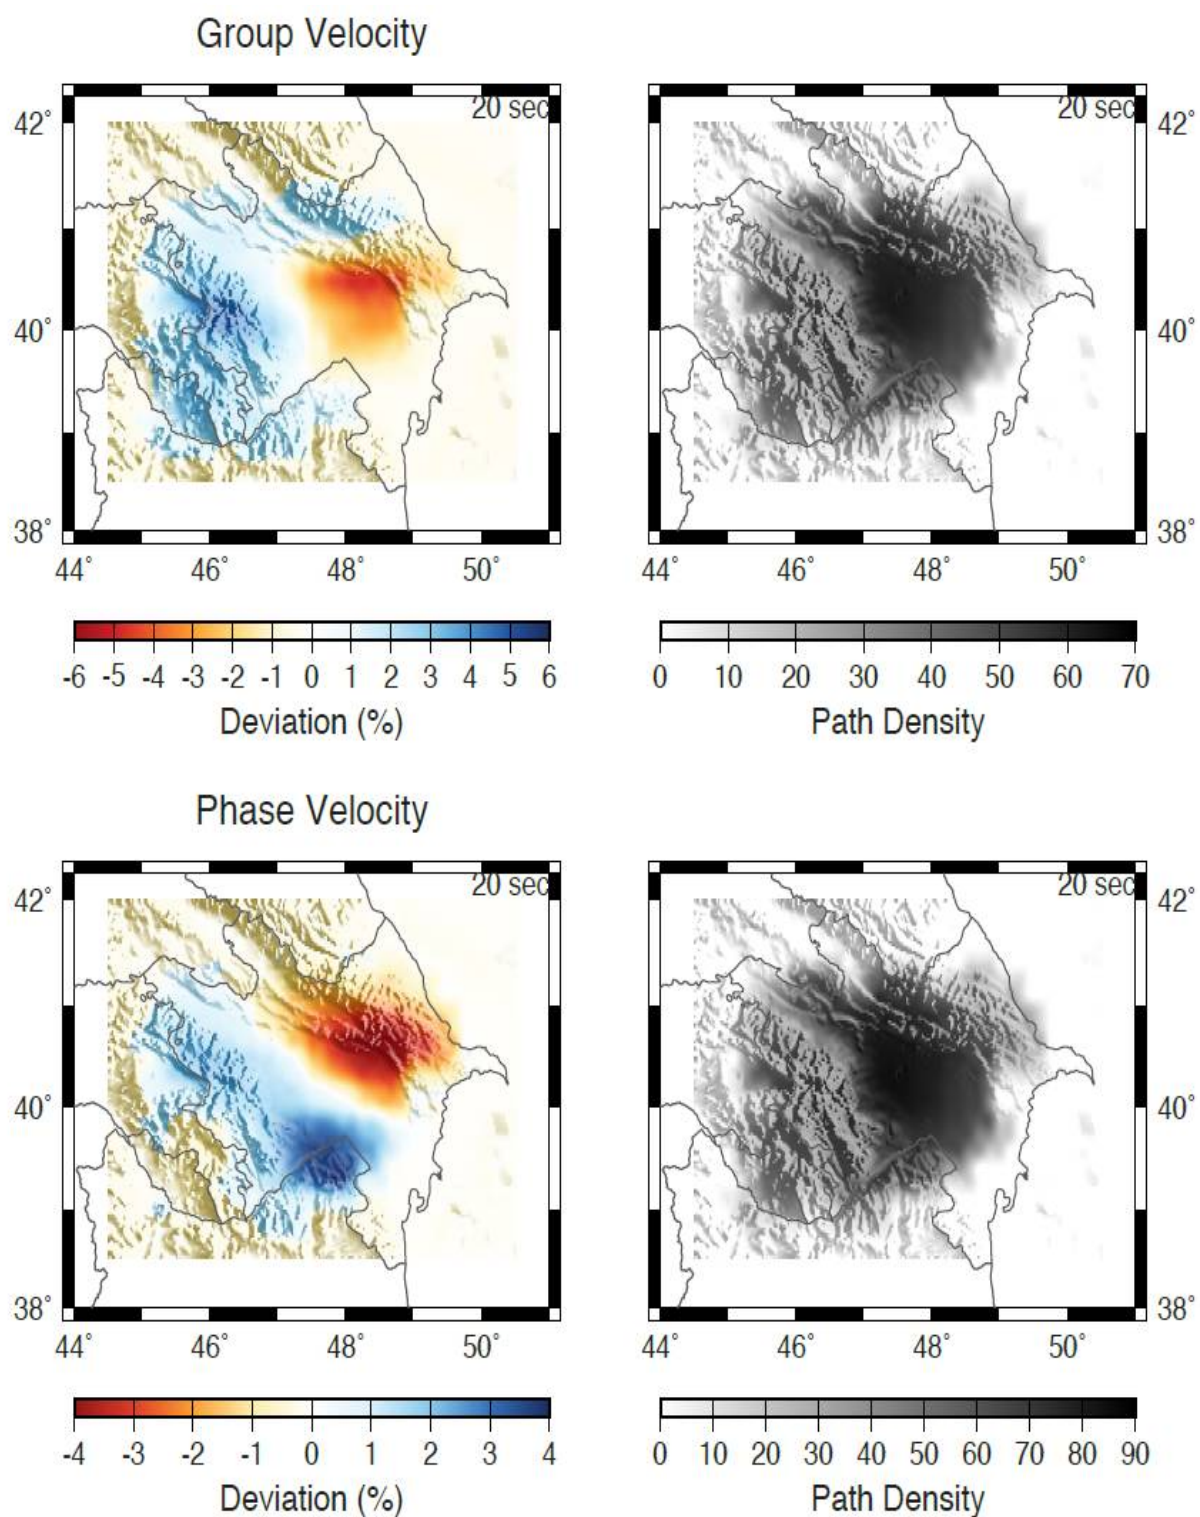 Group Velocity
20 sec
20 sec
42°
42°
40°
40°
38°
38°
44° 46° 48° 50°
44° 46° 48° 50°
-6 -5 -4 -3 -2 -1 0 1 2 3 4 5 6
0 10 20 30 40 50 60 70
Deviation (%)
Path Density
Phase Velocity
20 sec
20 sec
42°
42°
40°
40°
38°
38°
44° 46° 48° 50°
44° 46° 48° 50°
-4 -3 -2 -1 0 1 2 3 4
0 10 20 30 40 50 60 70 80 90
Deviation (%)
Path Density